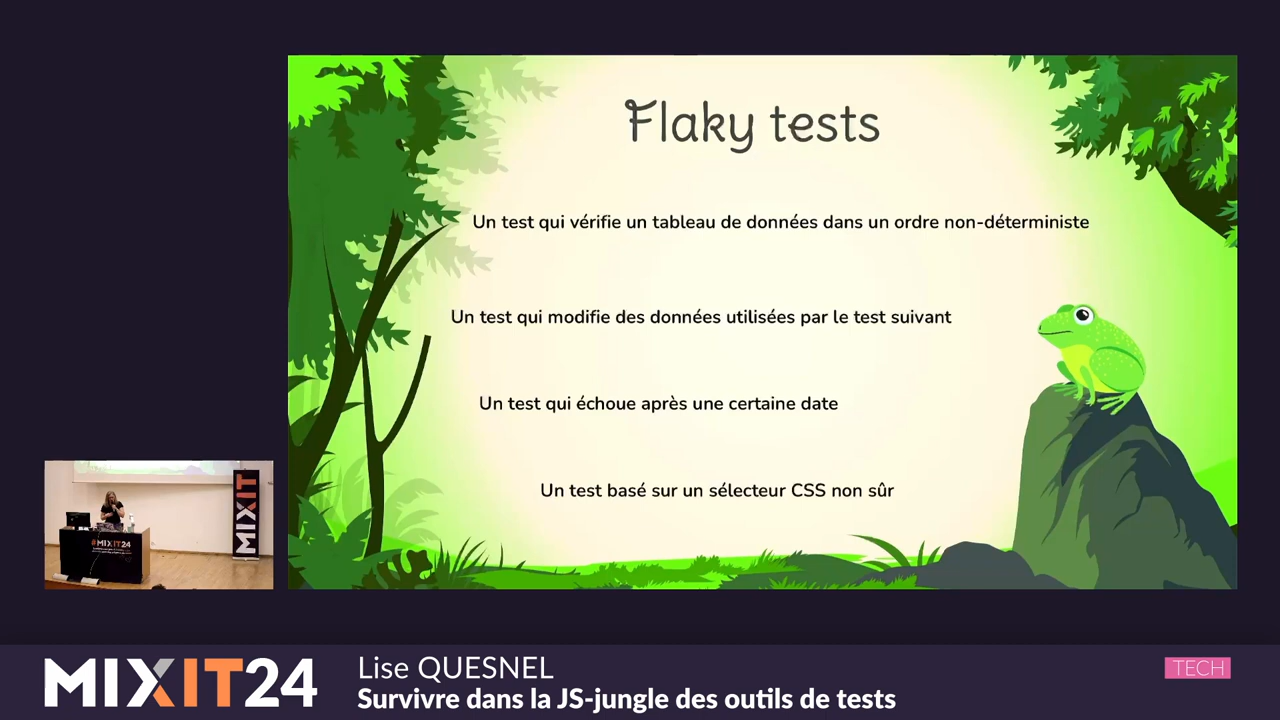 Flaky tests
Un test qui vérifie un tableau de données dans un ordre non-déterministe
Un test qui modifie des données utilisées par le test suivant
Un test qui échoue après une certaine date
Un test basé sur un sélecteur CSS non sûr
MIXIT
#MIXIT24
MIXIT24
Lise QUESNEL
Survivre dans la JS-jungle des outils de tests
TECH